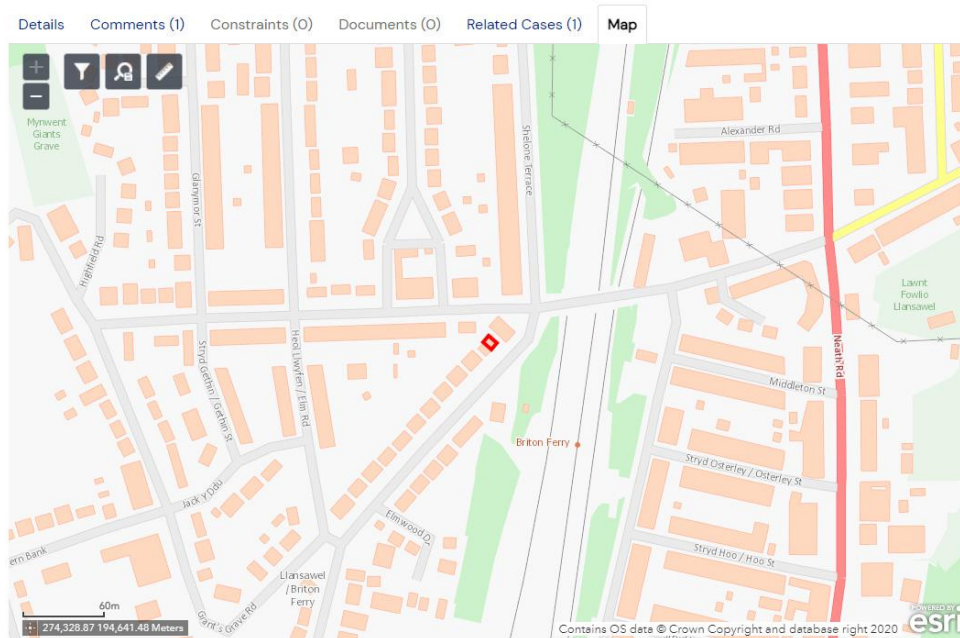 Details Comments (1) Constraints (0) Documents (0) Related Cases (1) Map
Mynwent
Giants
Grave
Alexander Rd
Shelone Terrace
Glanymor St
Highfield Rd
Lawnt
Fowlio
Llansawel
Heol Llwyfen / Elm Rd
Stryd Gethin / Gethin St
Neath Rd
Middleton St
Briton Ferry
Stryd Osterley / Osterley St
Jack y Ddu
Elmwood D
ern Bank
Stryd Hoo / Hoo St
Llansawel
/ Briton
Ferry
Grant's Grave Rd
60m
274,328.87 194,641.48 Meters
Contains OS data © Crown Copyright and database right 2020
POWERED BY
esri